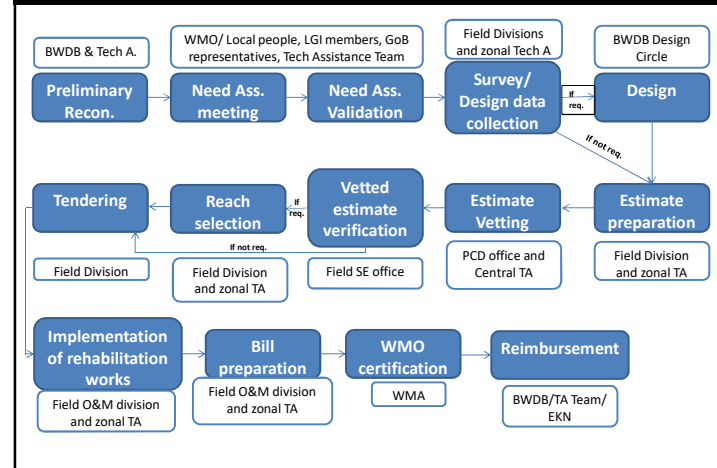 BWDB & Tech A.
WMO/ Local people, LGI members, GoB
representatives, Tech Assistance Team
Field Divisions
and zonal Tech A
BWDB Design
Circle
Preliminary
Recon.
Need Ass.
meeting
Need Ass.
Validation
Survey/
Design data
collection
If
req.
Design
If not req.
Tendering
Reach
selection
If
req.
Vetted
estimate
verification
Estimate
Vetting
Estimate
preparation
If not req.
Field Division
Field Division
and zonal TA
Field SE office
PCD office and
Central TA
Field Division
and zonal TA
Implementation
of rehabilitation
works
Bill
preparation
WMO
certification
Reimbursement
Field O&M division
and zonal TA
Field O&M division
and zonal TA
WMA
BWDB/TA Team/
EKN